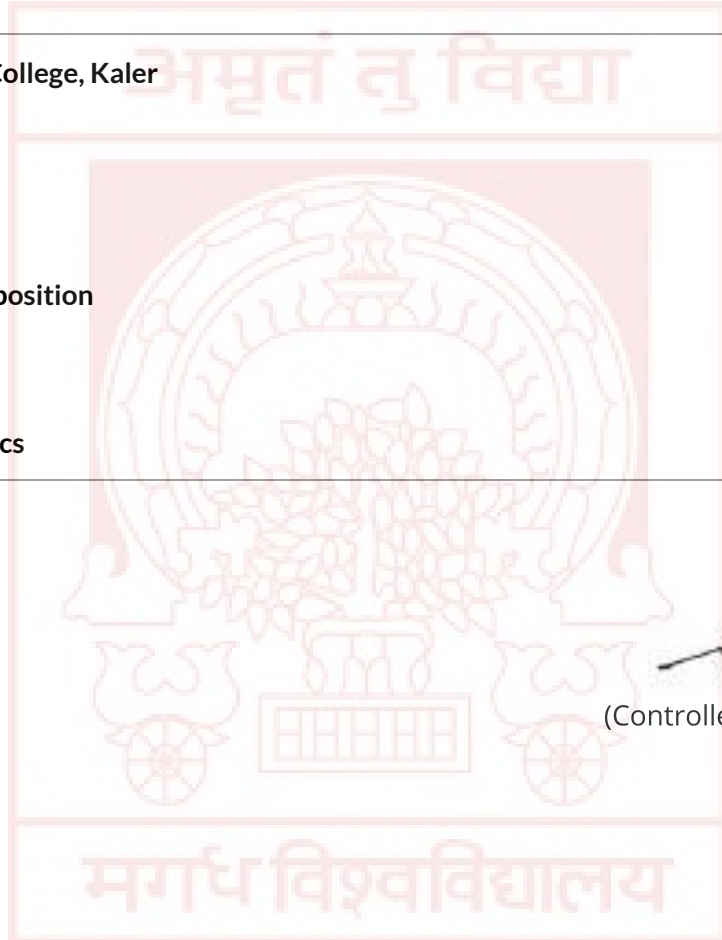 अमृतं तु विद्या
College, Kaler
position
cs
(Controlle
मगध विश्वविद्यालय